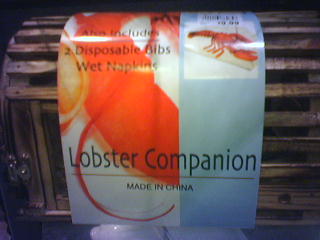 Also Includes
2 Disposable Bibs
Wet Napkins
Lobster Companion
MADE IN CHINA